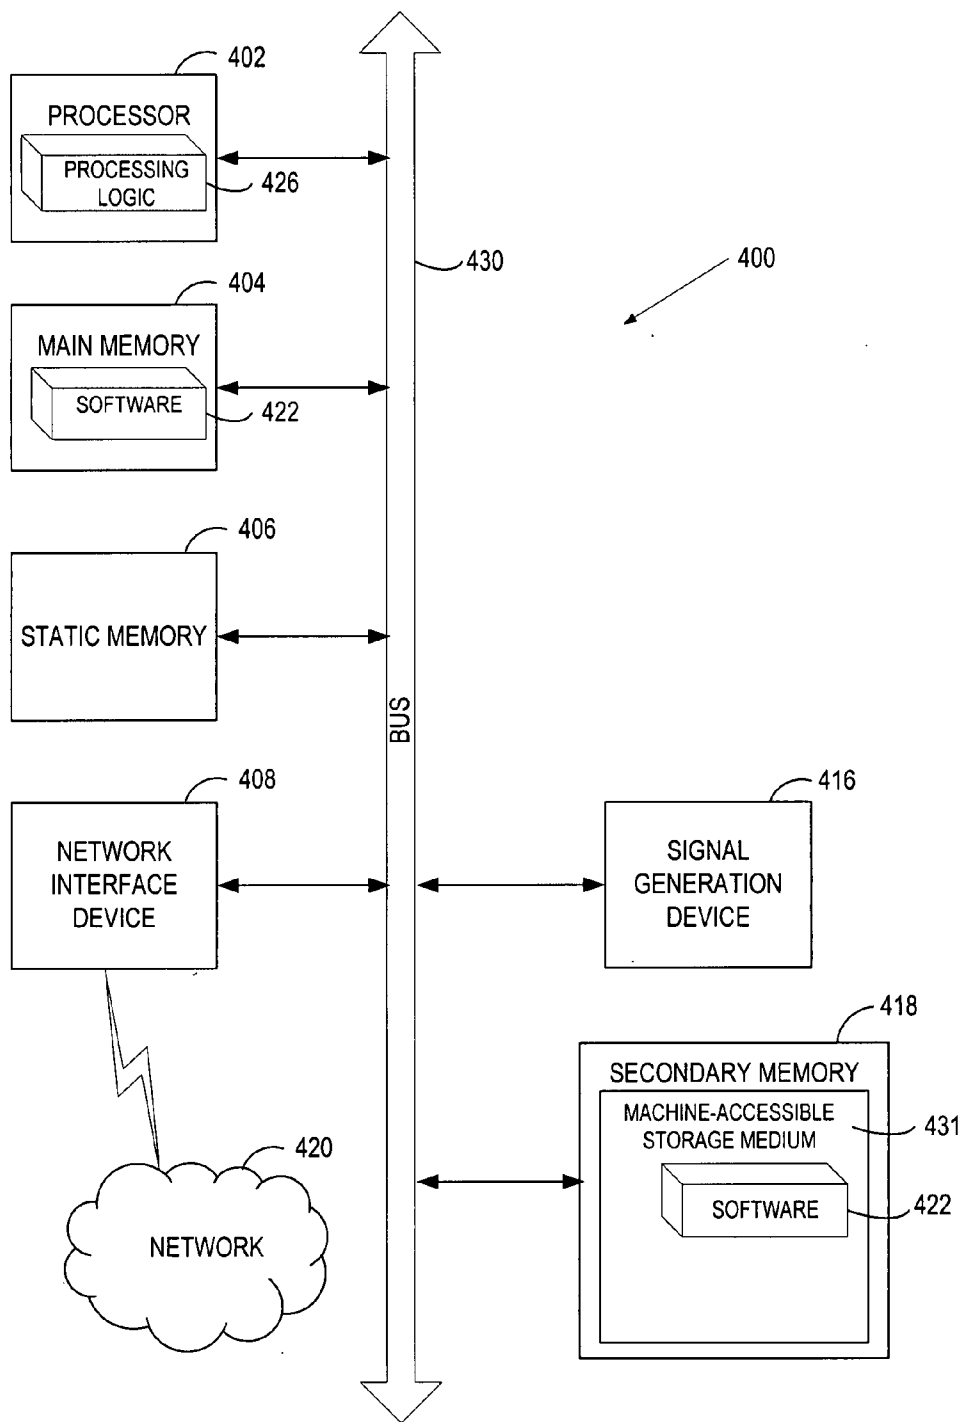 402
PROCESSOR
PROCESSING
LOGIC
426
430
400
404
MAIN MEMORY
SOFTWARE
422
406
STATIC MEMORY
BUS
408
NETWORK
INTERFACE
DEVICE
416
SIGNAL
GENERATION
DEVICE
418
SECONDARY MEMORY
MACHINE-ACCESSIBLE
STORAGE MEDIUM
431
SOFTWARE
422
420
NETWORK